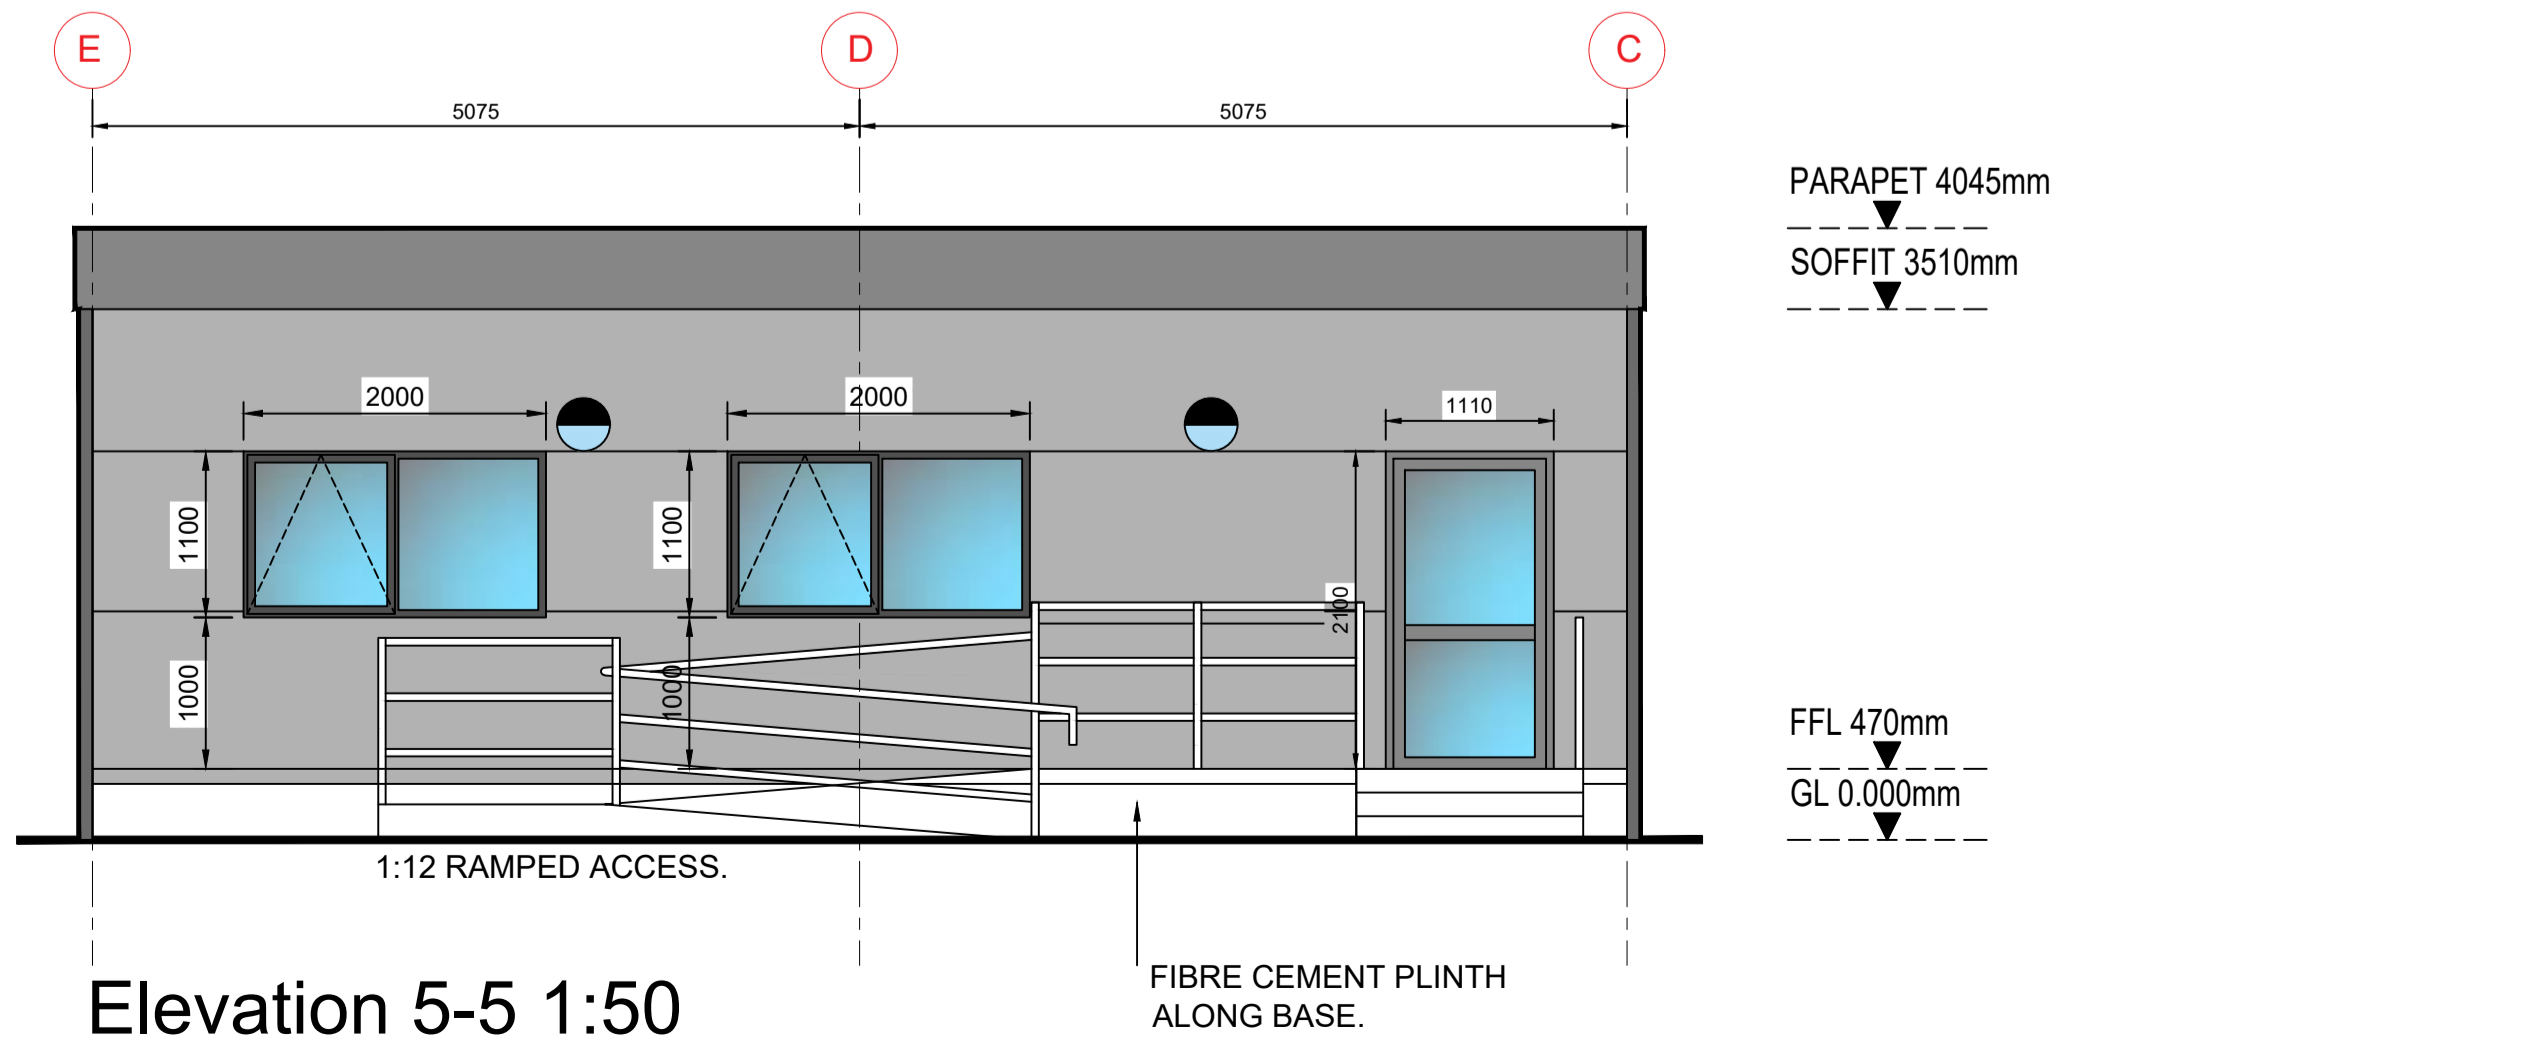 E
D
C
5075
5075
PARAPET 4045mm
SOFFIT 3510mm
2000
2000
1110
1100
1100
2100
1000
1000
FFL 470mm
GL 0.000mm
1:12 RAMPED ACCESS.
FIBRE CEMENT PLINTH
ALONG BASE.
Elevation 5-5 1:50